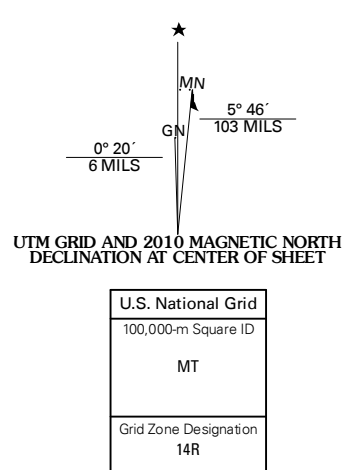 ★
MN
GN
5° 46´
103 MILS
0° 20´
6 MILS
UTM GRID AND 2010 MAGNETIC NORTH
DECLINATION AT CENTER OF SHEET
U.S. National Grid
100,000-m Square ID
MT
Grid Zone Designation
14R